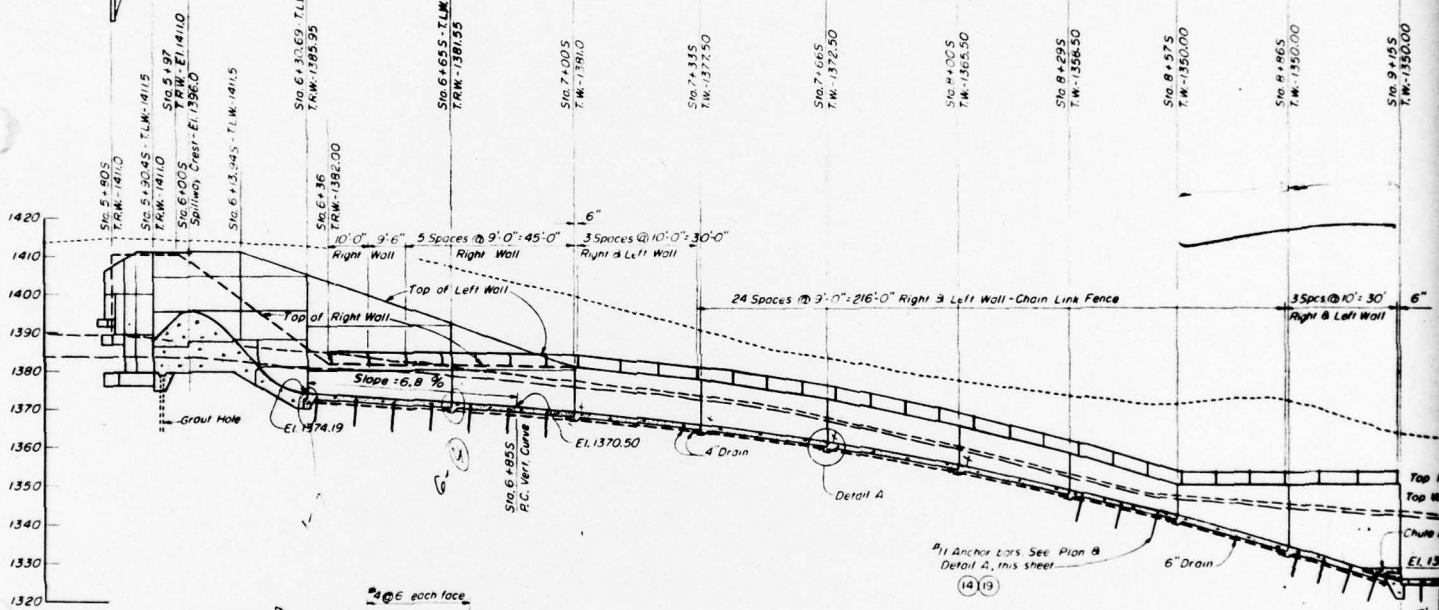 Sta. 5+80S
T.R.W.-1411.0
Sta. 5+90.4S - T.L.W.-1411.5
T.R.W.-1411.0
Sta. 5+97
T.R.W.- El. 1411.0
Sta. 6+00S
Spillway Crest - El. 1396.0
Sta. 6+13.94S - T.L.W.-1411.5
Sta. 6+30.69 - T.L.
T.R.W.-1385.95
Sta. 6+36
T.R.W.-1382.00
Sta. 6+65S - T.L.W.
T.R.W.-1381.55
Sta. 7+00S
T.W.-1381.0
Sta. 7+33S
T.W.-1377.50
Sta. 7+66S
T.W.-1372.50
Sta. 8+00S
T.W.-1365.50
Sta. 8+29S
T.W.-1358.50
Sta. 8+57S
T.W.-1350.00
Sta. 8+86S
T.W.-1350.00
Sta. 9+15S
T.W.-1350.00
1420
1410
1400
1390
1380
1370
1360
1350
1340
1330
1320
6"
10'-0"
9'-6"
Right Wall
5 Spaces @ 9'-0"=45'-0"
Right Wall
3 Spaces @ 10'-0"=30'-0"
Right & Left Wall
24 Spaces @ 9'-0"=216'-0" Right & Left Wall - Chain Link Fence
3 Spcs. @ 10'=30'
Right & Left Wall
6"
Top of Left Wall
Top of Right Wall
Slope = 6.8 %
Grout Hole
El. 1374.19
Sta. 6+85S
P.C. Vert. Curve
El. 1370.50
4" Drain
Detail A
#11 Anchor bars. See Plan &
Detail A, this sheet
14 19
6" Drain
Top
Top
Chute
El. 13
#4@6 each face